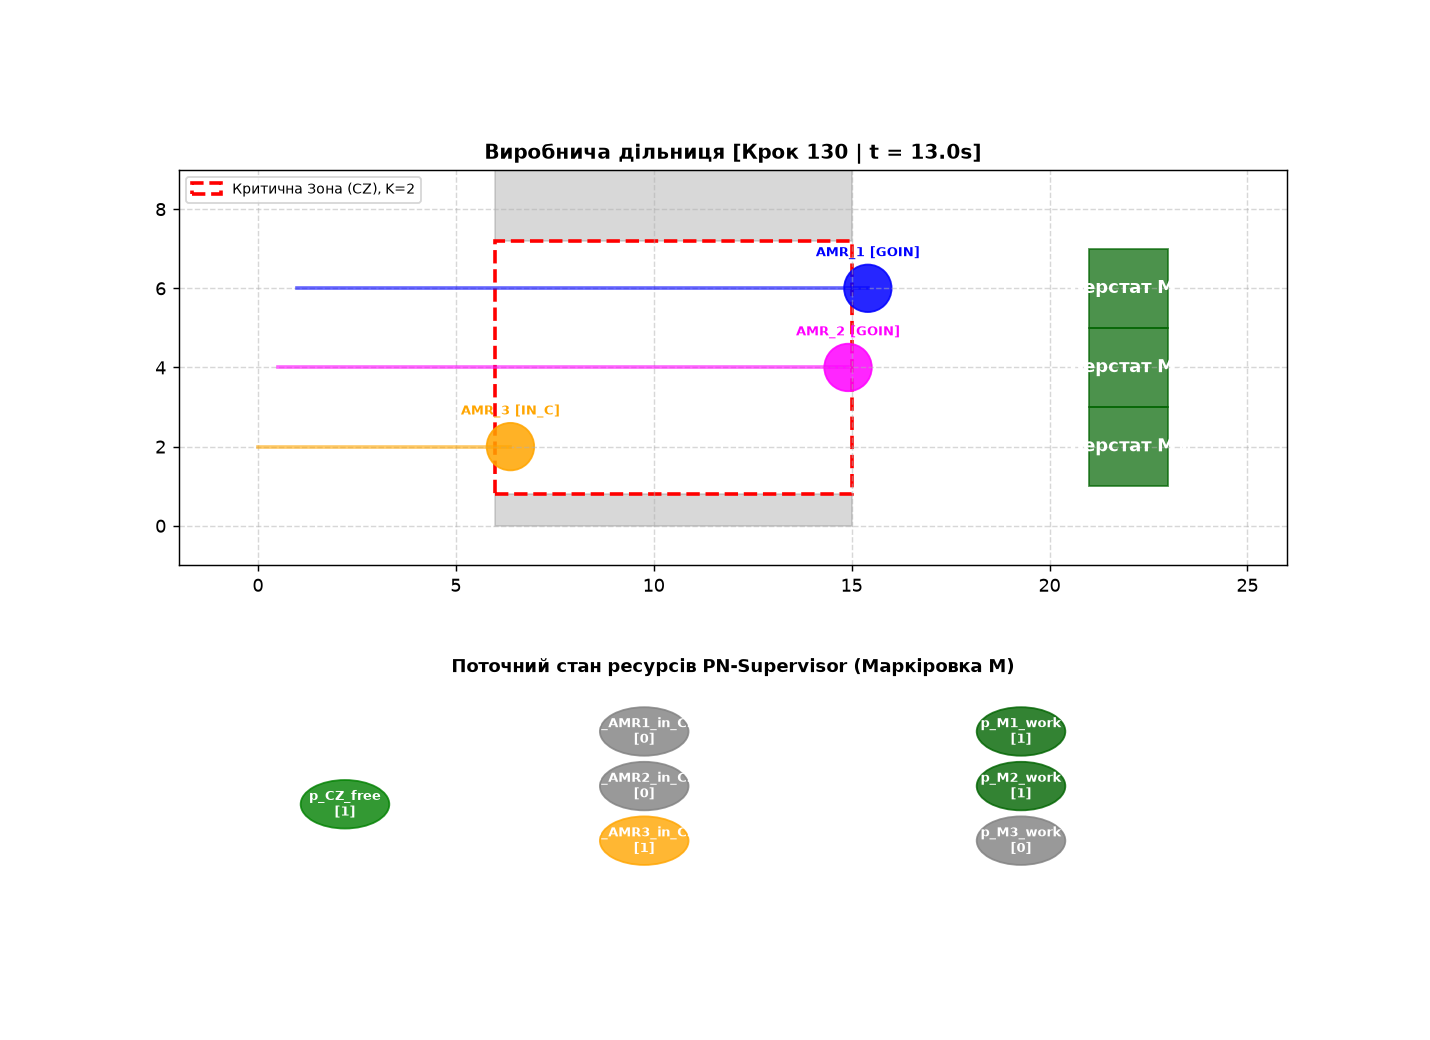 Виробнича дільниця [Крок 130 | t = 13.0s]
Критична Зона (CZ), K=2
8
6
4
2
0
AMR_1 [GOIN]
AMR_2 [GOIN]
AMR_3 [IN_C]
ерстат М
ерстат М
ерстат М
0
5
10
15
20
25
Поточний стан ресурсів PN-Supervisor (Маркіровка M)
p_CZ_free
[1]
_AMR1_in_C
[0]
_AMR2_in_C
[0]
_AMR3_in_C
[1]
p_M1_work
[1]
p_M2_work
[1]
p_M3_work
[0]